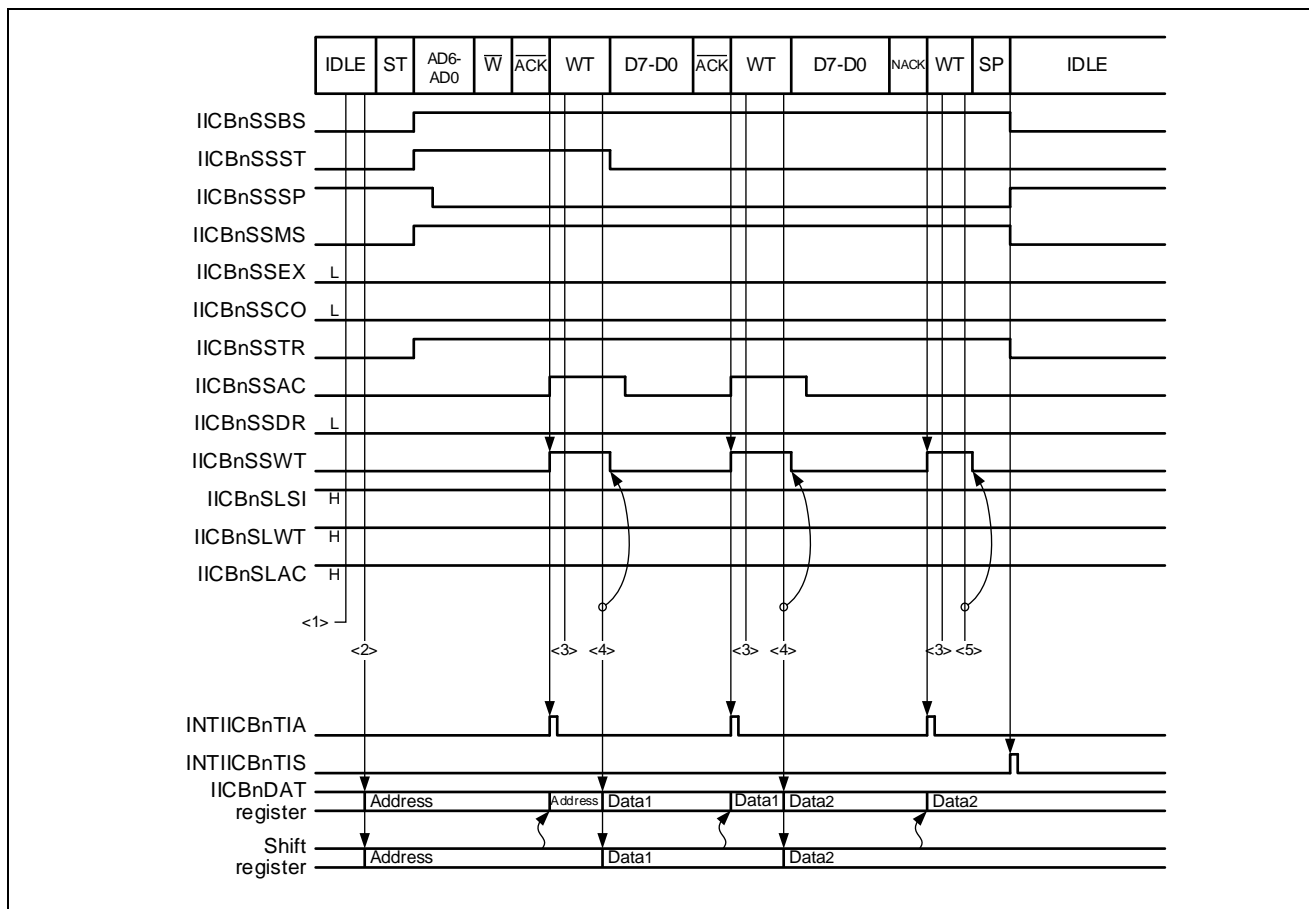 IDLE ST AD6-AD0 W ACK WT D7-D0 ACK WT D7-D0 NACK WT SP IDLE
IICBnSSBS
IICBnSSST
IICBnSSSP
IICBnSSMS
IICBnSSEX L
IICBnSSCO L
IICBnSSTR
IICBnSSAC
IICBnSSDR L
IICBnSSWT
IICBnSLSI H
IICBnSLWT H
IICBnSLAC H
<1>
<2> <3> <4> <3> <4> <3> <5>
INTIICBnTIA
INTIICBnTIS
IICBnDAT
register Address Address Data1 Data1 Data2 Data2
Shift
register Address Data1 Data2